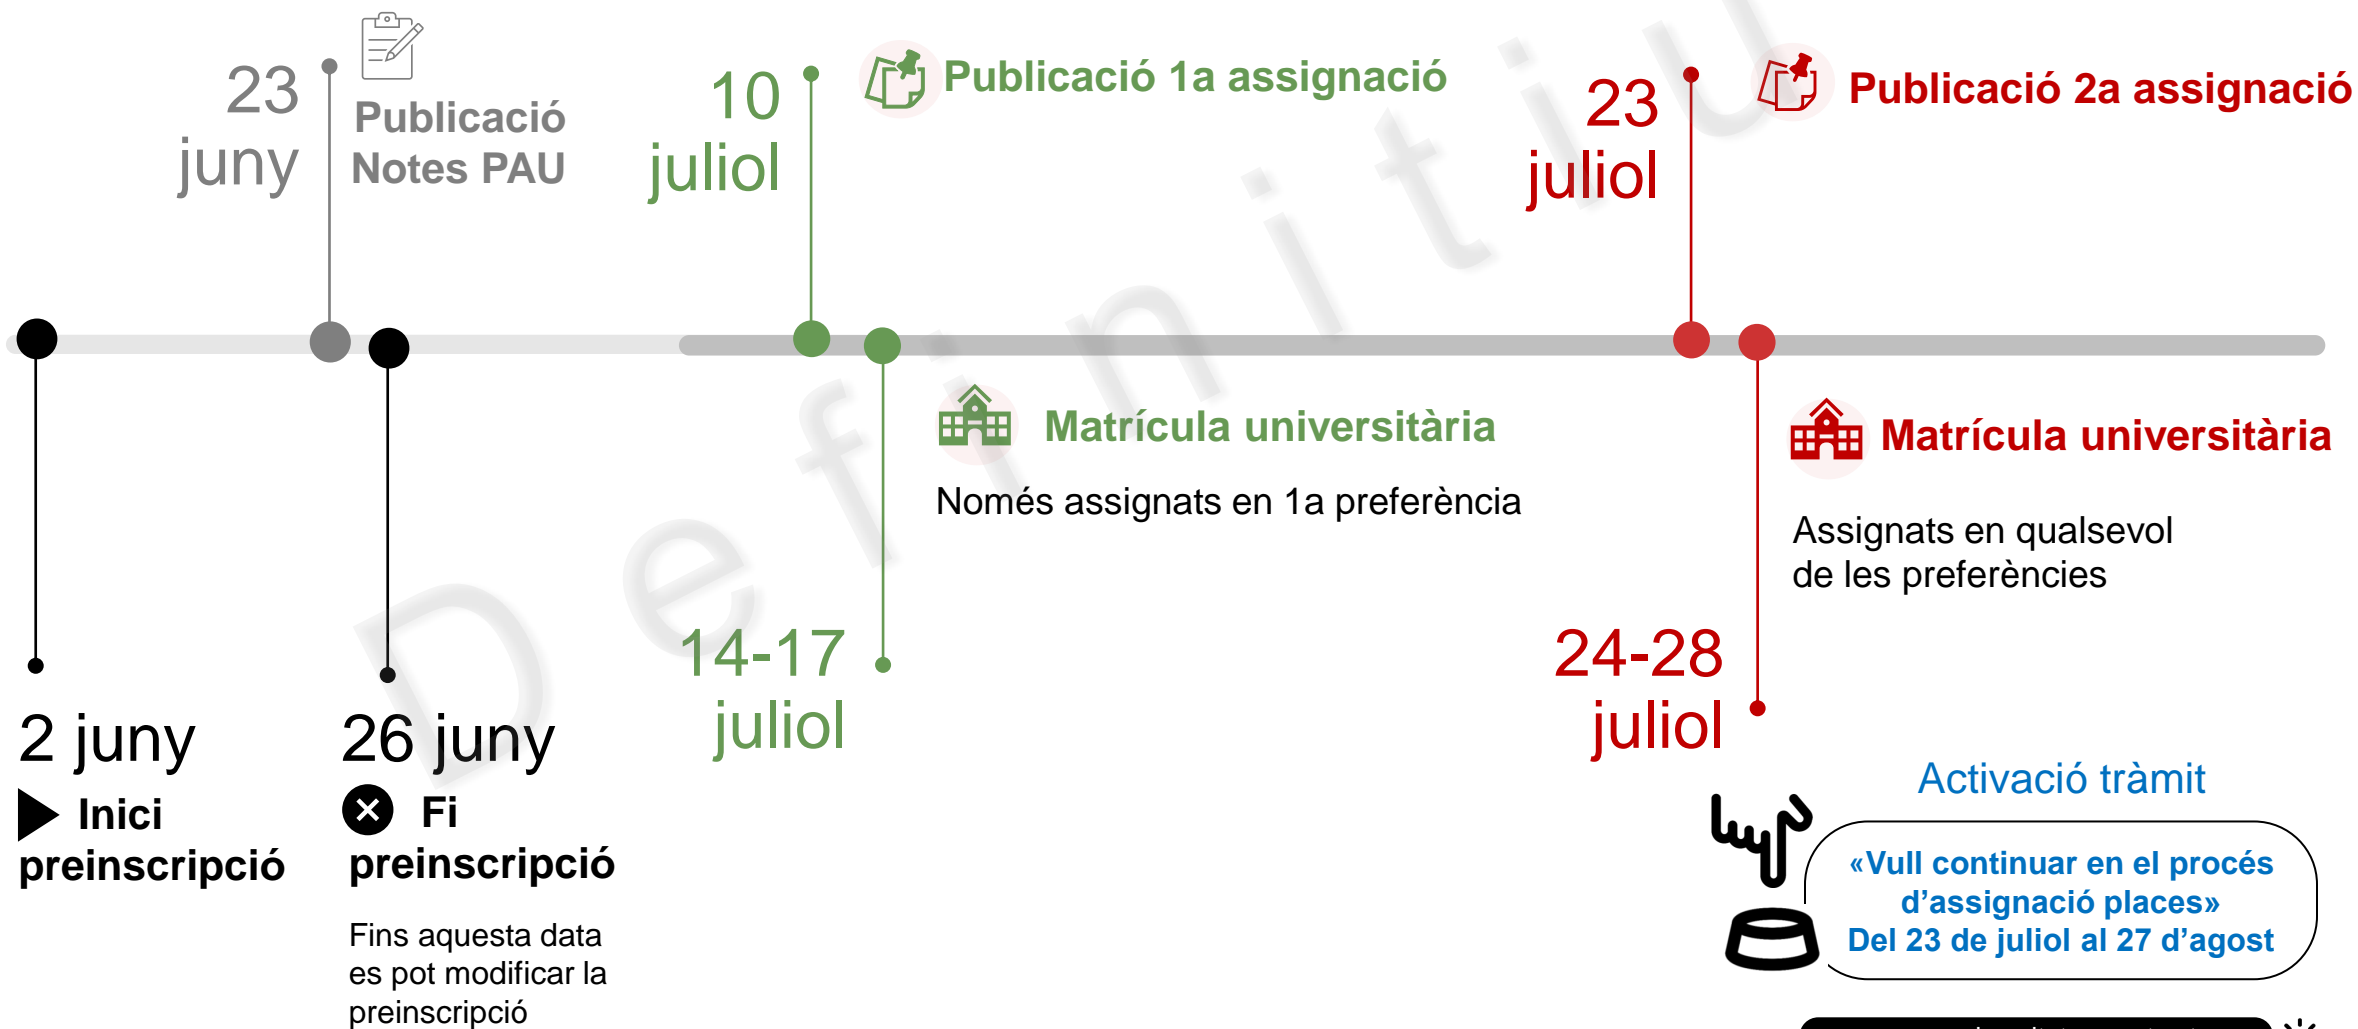 23
juny
Publicació
Notes PAU
10
juliol
Publicació 1a assignació
23
juliol
Publicació 2a assignació
Matrícula universitària
Només assignats en 1a preferència
14-17
juliol
Matrícula universitària
Assignats en qualsevol
de les preferències
24-28
juliol
2 juny
Inici
preinscripció
26 juny
Fi
preinscripció
Fins aquesta data
es pot modificar la
preinscripció
Activació tràmit
«Vull continuar en el procés
d’assignació places»
Del 23 de juliol al 27 d’agost
Definitiu